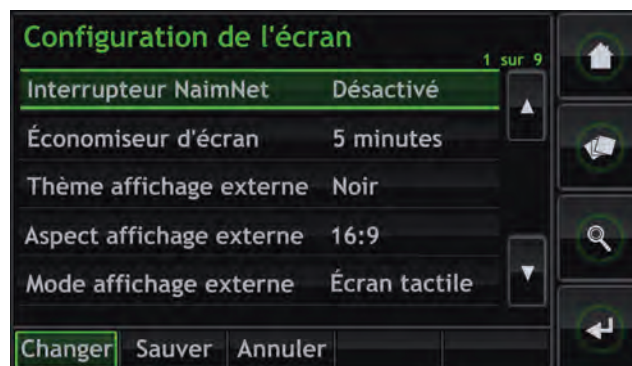 Configuration de l'écran
1 sur 9
Interrupteur NaimNet Désactivé
Économiseur d'écran 5 minutes
Thème affichage externe Noir
Aspect affichage externe 16:9
Mode affichage externe Écran tactile
Changer Sauver Annuler